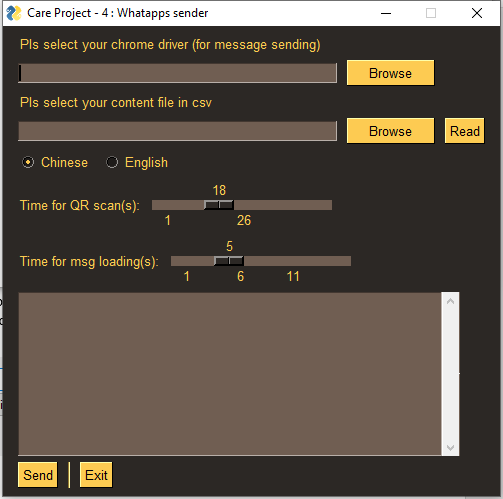 Care Project - 4 : Whatapps sender
Pls select your chrome driver (for message sending)
Browse
Pls select your content file in csv
Browse Read
Chinese English
18
Time for QR scan(s):
1 26
5
Time for msg loading(s):
1 6 11
Send Exit